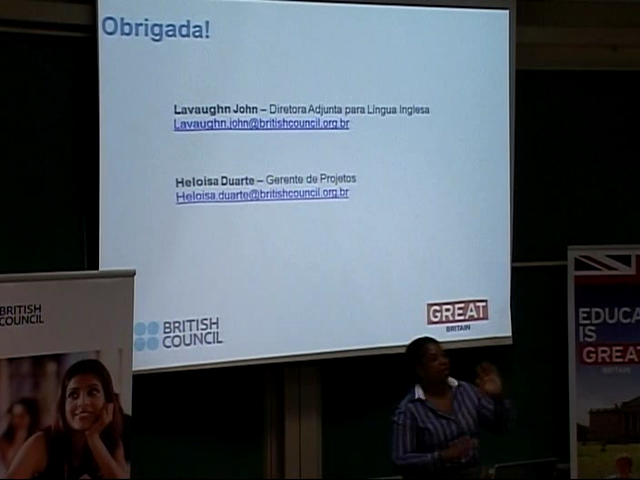 Obrigada!
Lavaughn John – Diretora Adjunta para Língua Inglesa
Lavaughn.john@britishcouncil.org.br
Heloisa Duarte – Gerente de Projetos
Heloisa.duarte@britishcouncil.org.br
BRITISH
COUNCIL
GREAT
BRITAIN
BRITISH
COUNCIL
EDUCA
IS
GREAT
BRITAIN